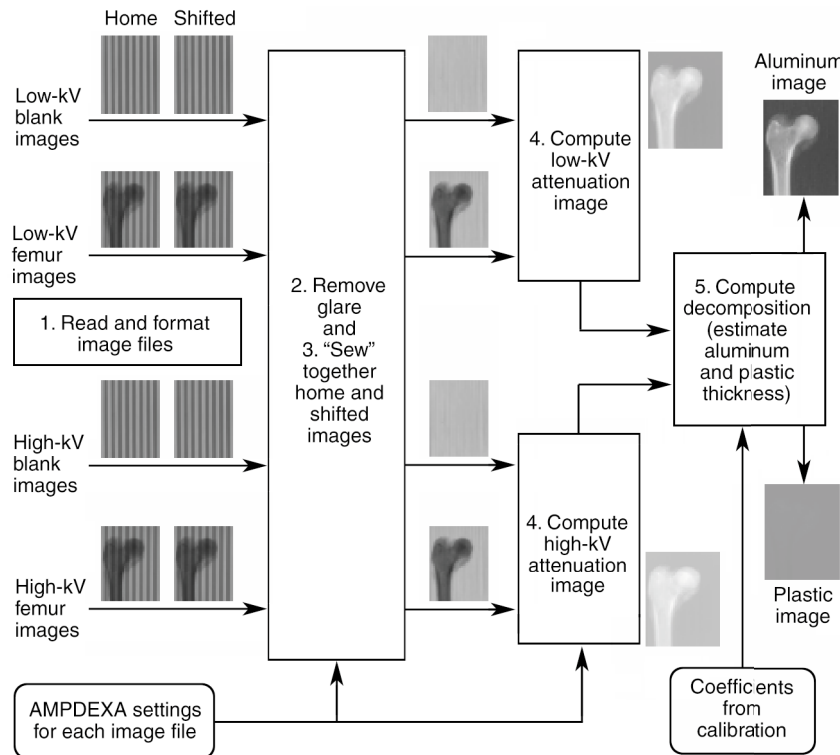 Home Shifted
Low-kV
blank
images
Low-kV
femur
images
1. Read and format
image files
High-kV
blank
images
High-kV
femur
images
AMPDEXA settings
for each image file
2. Remove
glare
and
3. “Sew”
together
home and
shifted
images
4. Compute
low-kV
attenuation
image
4. Compute
high-kV
attenuation
image
Aluminum
image
5. Compute
decomposition
(estimate
aluminum
and plastic
thickness)
Plastic
image
Coefficients
from
calibration